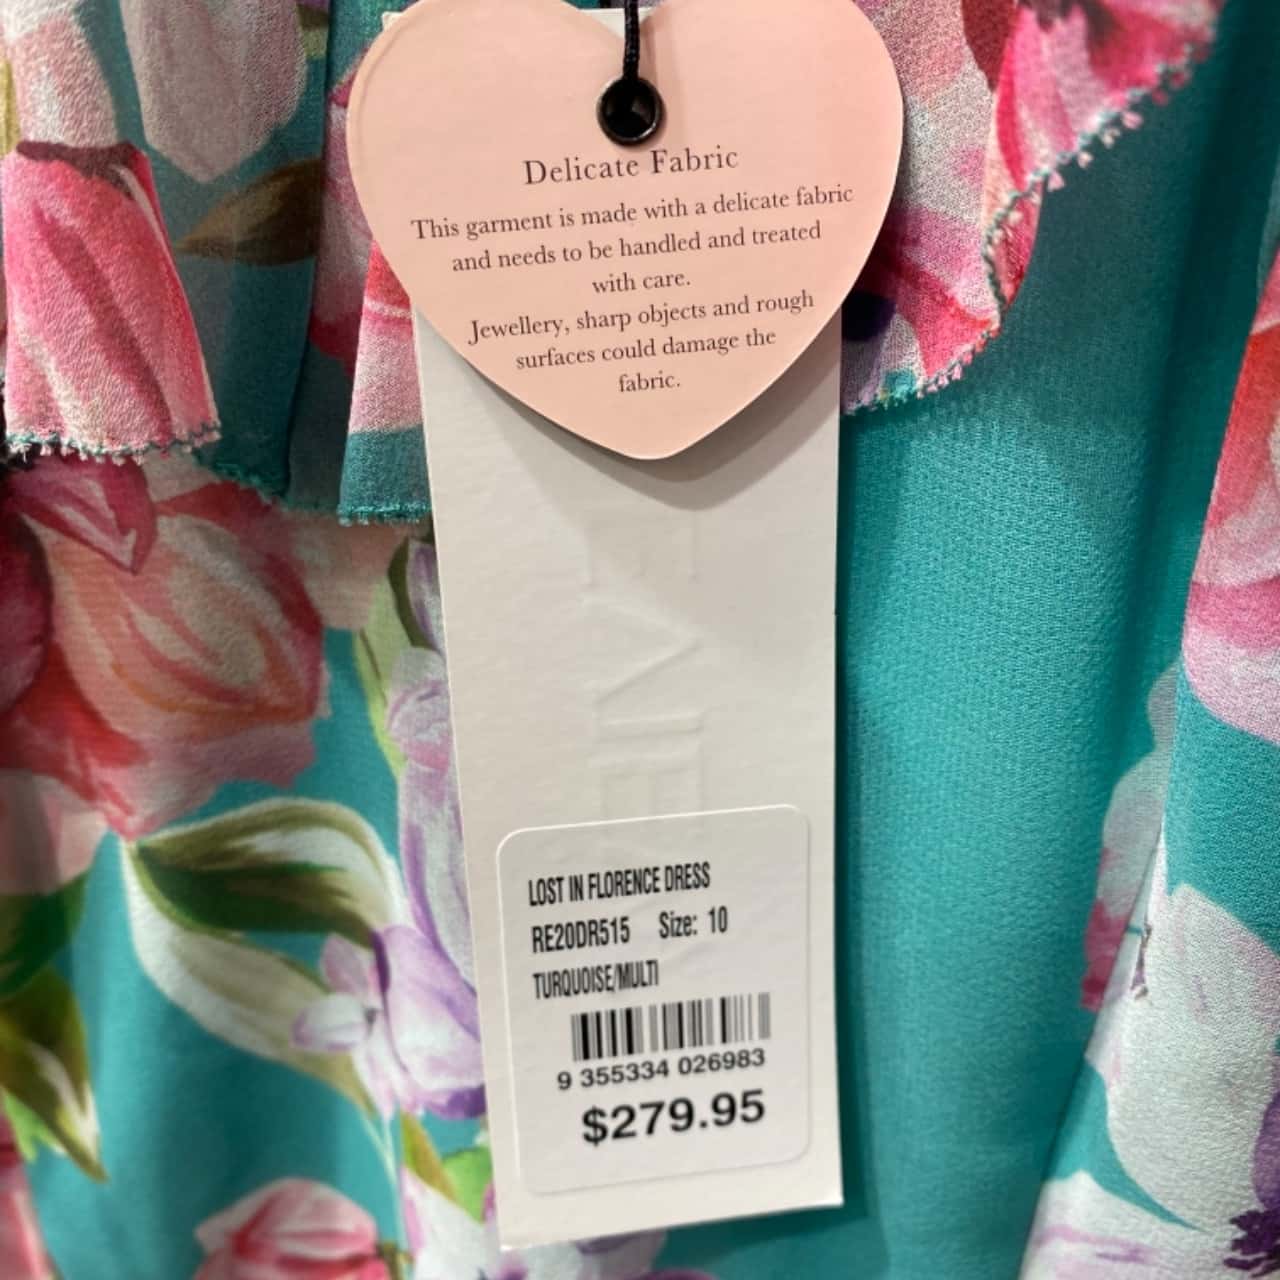 Delicate Fabric
This garment is made with a delicate fabric
and needs to be handled and treated
with care.
Jewellery, sharp objects and rough
surfaces could damage the
fabric.
LOST IN FLORENCE DRESS
RE20DR515 Size: 10
TURQUOISE/MULTI
9 355334 026983
$279.95